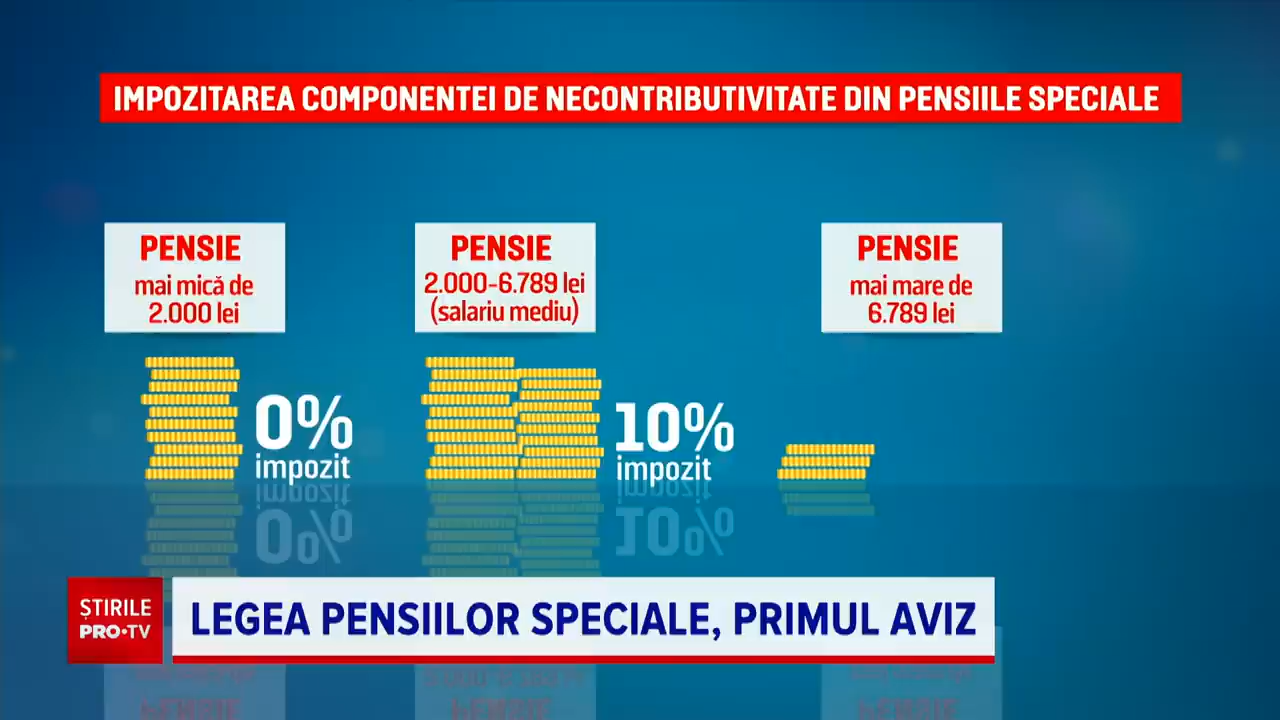 IMPOZITAREA COMPONENTEI DE NECONTRIBUTIVITATE DIN PENSIILE SPECIALE
PENSIE
mai mică de
2.000 lei
0%
impozit
PENSIE
2.000-6.789 lei
(salariu mediu)
10%
impozit
PENSIE
mai mare de
6.789 lei
ȘTIRILE
PRO•TV
LEGEA PENSIILOR SPECIALE, PRIMUL AVIZ